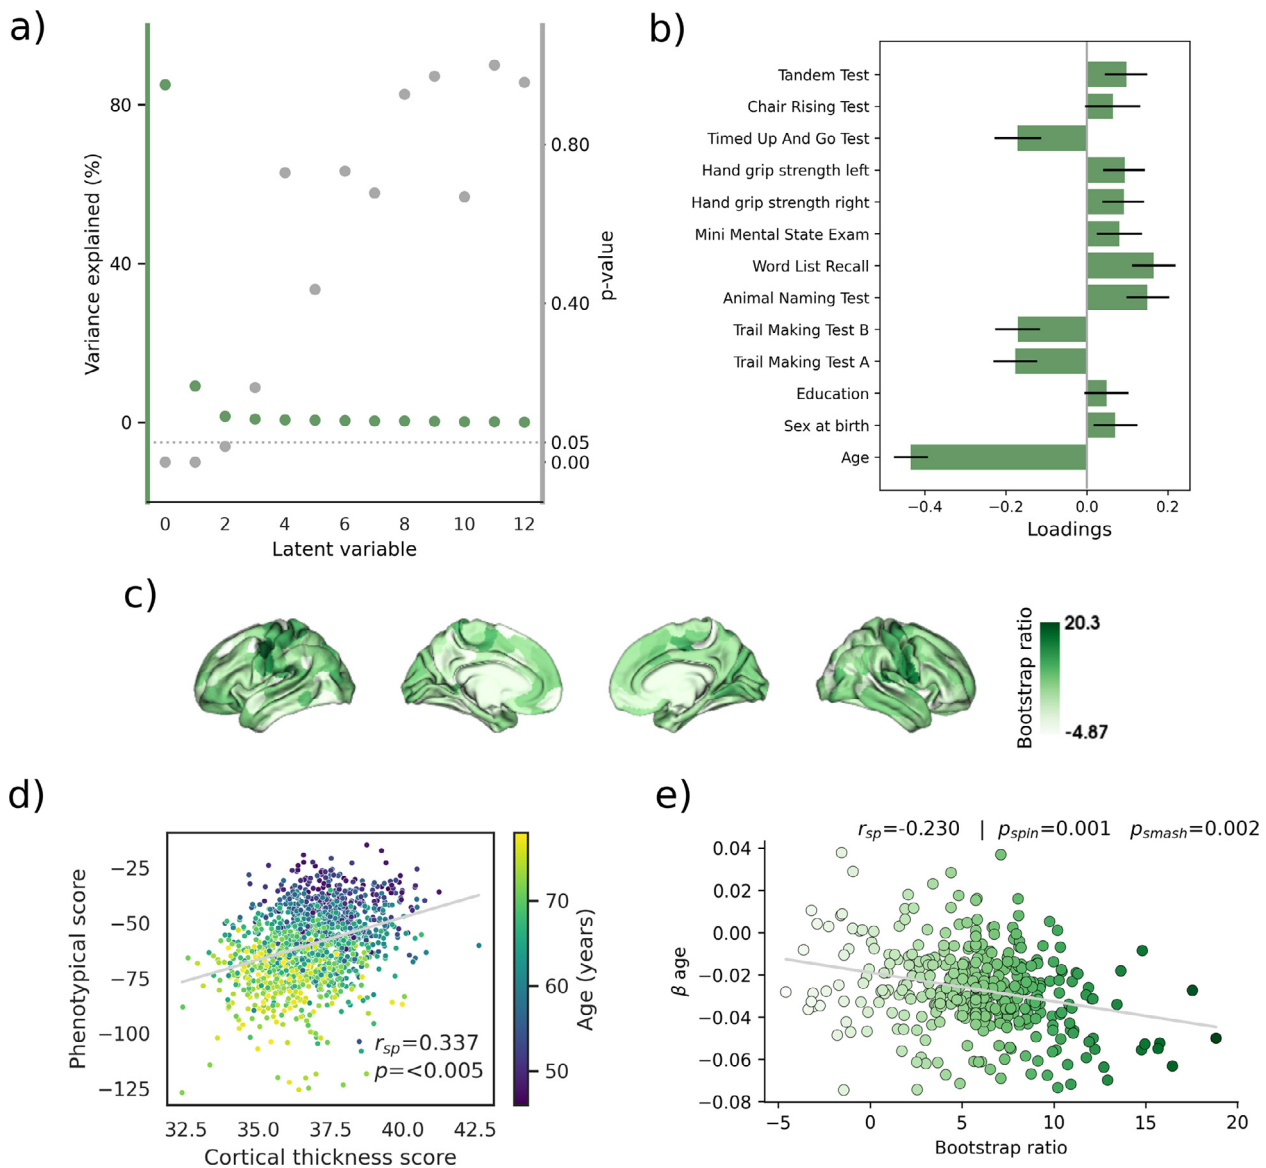 a)
Variance explained (%)
80
40
0
0.80
0.40
0.05
0.00
p-value
0 2 4 6 8 10 12
Latent variable
b)
Tandem Test
Chair Rising Test
Timed Up And Go Test
Hand grip strength left
Hand grip strength right
Mini Mental State Exam
Word List Recall
Animal Naming Test
Trail Making Test B
Trail Making Test A
Education
Sex at birth
Age
−0.4 −0.2 0.0 0.2
Loadings
c)
Bootstrap ratio
20.3
-4.87
d)
Phenotypical score
−25
−50
−75
−100
−125
r_sp=0.337
p=<0.005
32.5 35.0 37.5 40.0 42.5
Cortical thickness score
70
60
50
Age (years)
e)
r_sp=-0.230 | p_spin=0.001 p_smash=0.002
β age
0.04
0.02
0.00
−0.02
−0.04
−0.06
−0.08
−5 0 5 10 15 20
Bootstrap ratio